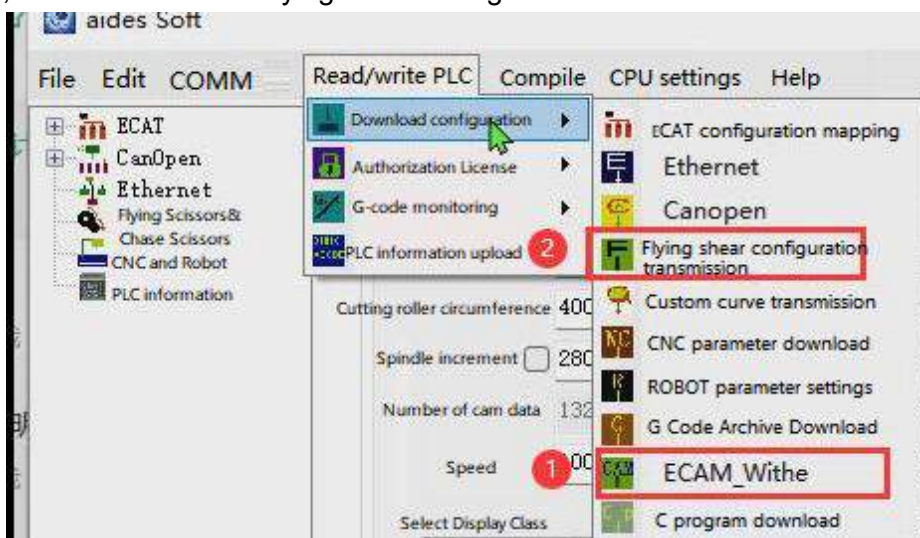 aides Soft
File Edit COMM Read/write PLC Compile CPU settings Help
ECAT
CanOpen
Ethernet
Flying Scissors&
Chase Scissors
CNC and Robot
PLC information
Download configuration
Authorization License
G-code monitoring
PLC information upload
2
ECAT configuration mapping
Ethernet
Canopen
Flying shear configuration
transmission
Custom curve transmission
CNC parameter download
ROBOT parameter settings
G Code Archive Download
1
ECAM_Withe
C program download
Cutting roller circumference 400
Spindle increment 280
Number of cam data 132
Speed
Select Display Class